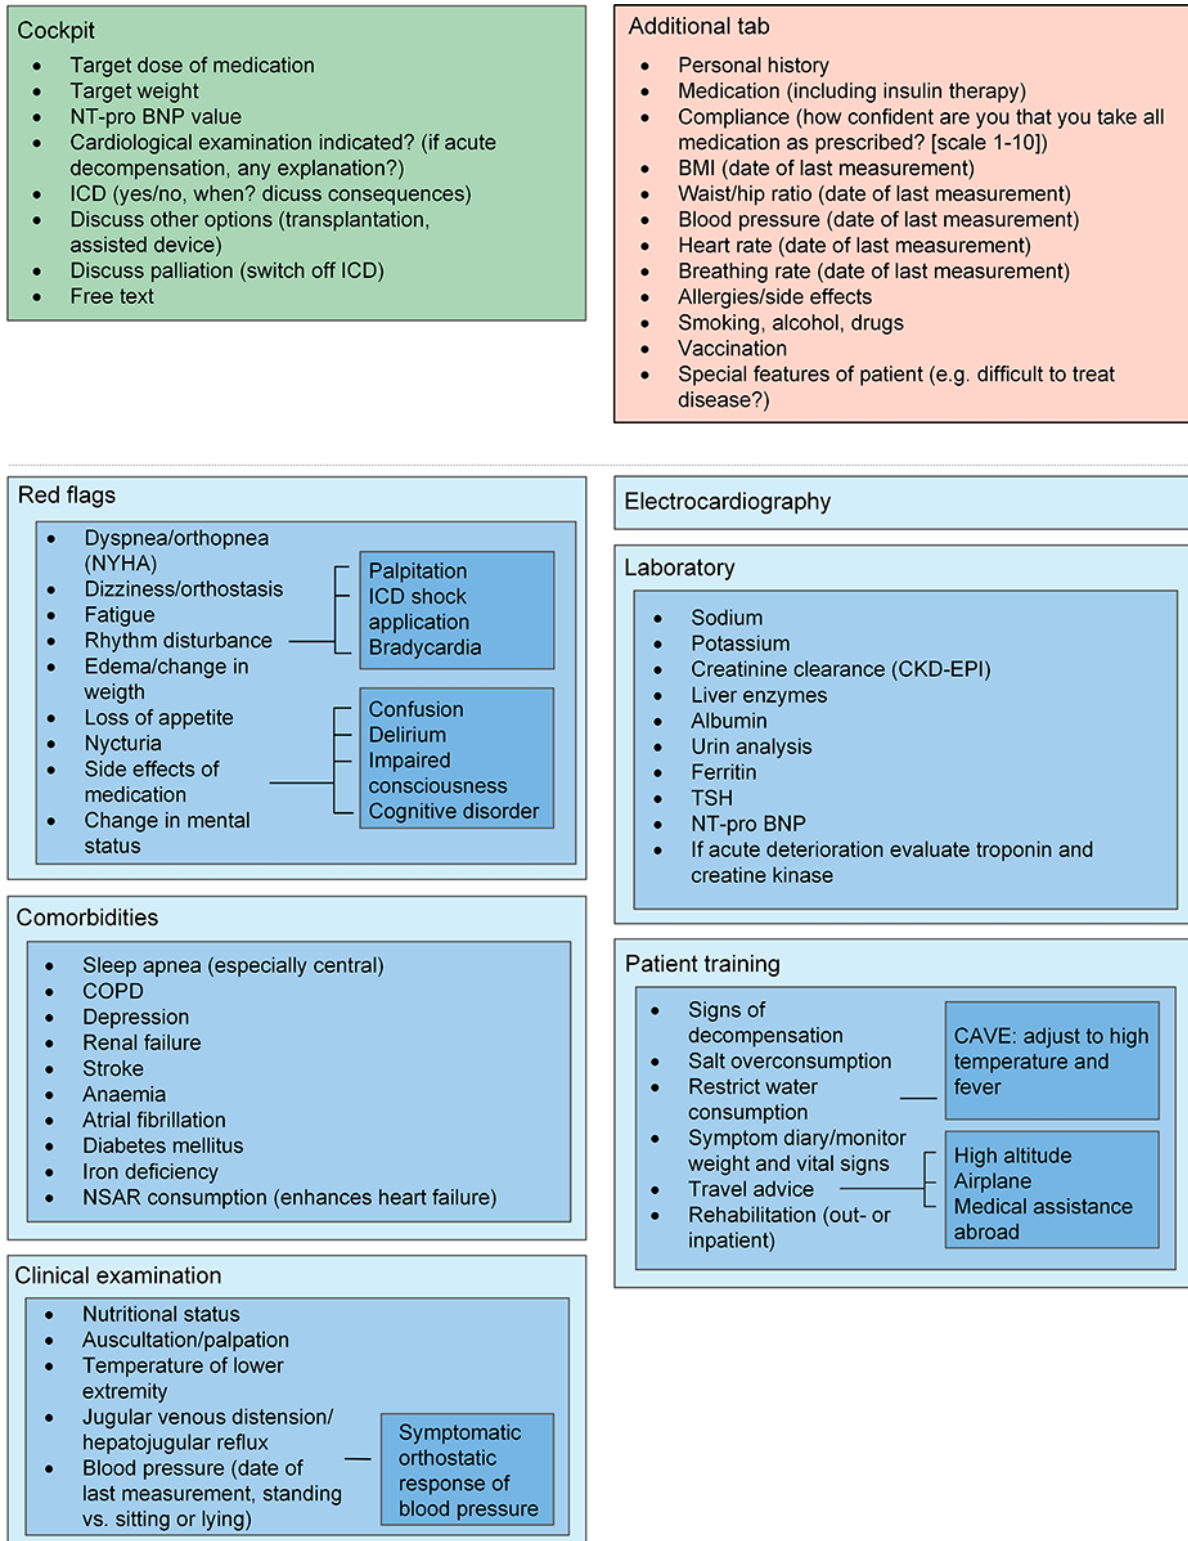 Cockpit
• Target dose of medication
• Target weight
• NT-pro BNP value
• Cardiological examination indicated? (if acute
decompensation, any explanation?)
• ICD (yes/no, when? dicuss consequences)
• Discuss other options (transplantation,
assisted device)
• Discuss palliation (switch off ICD)
• Free text
Additional tab
• Personal history
• Medication (including insulin therapy)
• Compliance (how confident are you that you take all
medication as prescribed? [scale 1-10])
• BMI (date of last measurement)
• Waist/hip ratio (date of last measurement)
• Blood pressure (date of last measurement)
• Heart rate (date of last measurement)
• Breathing rate (date of last measurement)
• Allergies/side effects
• Smoking, alcohol, drugs
• Vaccination
• Special features of patient (e.g. difficult to treat
disease?)
Red flags
• Dyspnea/orthopnea
(NYHA)
• Dizziness/orthostasis
• Fatigue
• Rhythm disturbance
• Edema/change in
weigth
• Loss of appetite
• Nycturia
• Side effects of
medication
• Change in mental
status
Palpitation
ICD shock
application
Bradycardia
Confusion
Delirium
Impaired
consciousness
Cognitive disorder
Comorbidities
• Sleep apnea (especially central)
• COPD
• Depression
• Renal failure
• Stroke
• Anaemia
• Atrial fibrillation
• Diabetes mellitus
• Iron deficiency
• NSAR consumption (enhances heart failure)
Clinical examination
• Nutritional status
• Auscultation/palpation
• Temperature of lower
extremity
• Jugular venous distension/
hepatojugular reflux
• Blood pressure (date of
last measurement, standing
vs. sitting or lying)
Symptomatic
orthostatic
response of
blood pressure
Electrocardiography
Laboratory
• Sodium
• Potassium
• Creatinine clearance (CKD-EPI)
• Liver enzymes
• Albumin
• Urin analysis
• Ferritin
• TSH
• NT-pro BNP
• If acute deterioration evaluate troponin and
creatine kinase
Patient training
• Signs of
decompensation
• Salt overconsumption
• Restrict water
consumption
• Symptom diary/monitor
weight and vital signs
• Travel advice
• Rehabilitation (out- or
inpatient)
CAVE: adjust to high
temperature and
fever
High altitude
Airplane
Medical assistance
abroad